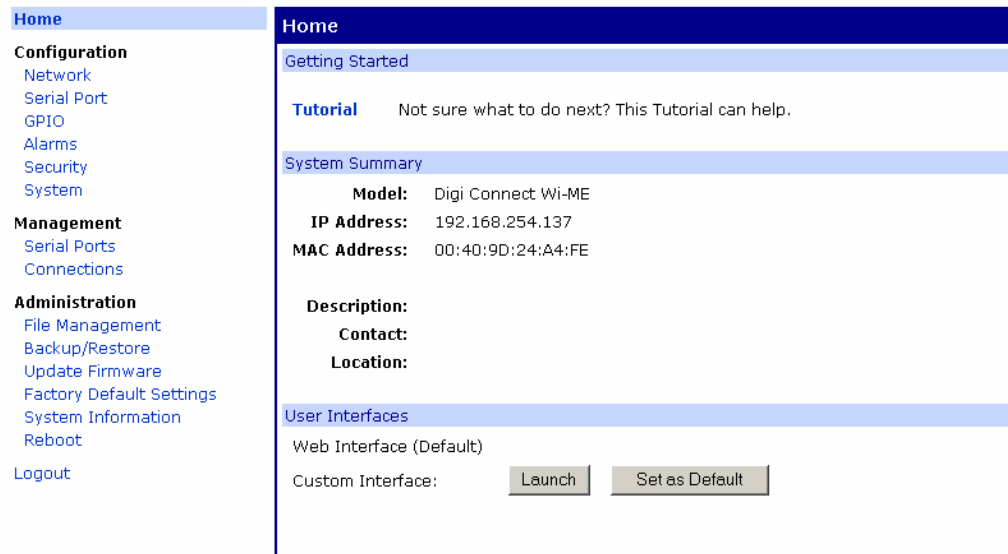 Home
Configuration
Network
Serial Port
GPIO
Alarms
Security
System
Management
Serial Ports
Connections
Administration
File Management
Backup/Restore
Update Firmware
Factory Default Settings
System Information
Reboot
Logout
Home
Getting Started
Tutorial Not sure what to do next? This Tutorial can help.
System Summary
Model: Digi Connect Wi-ME
IP Address: 192.168.254.137
MAC Address: 00:40:9D:24:A4:FE
Description:
Contact:
Location:
User Interfaces
Web Interface (Default)
Custom Interface: Launch Set as Default